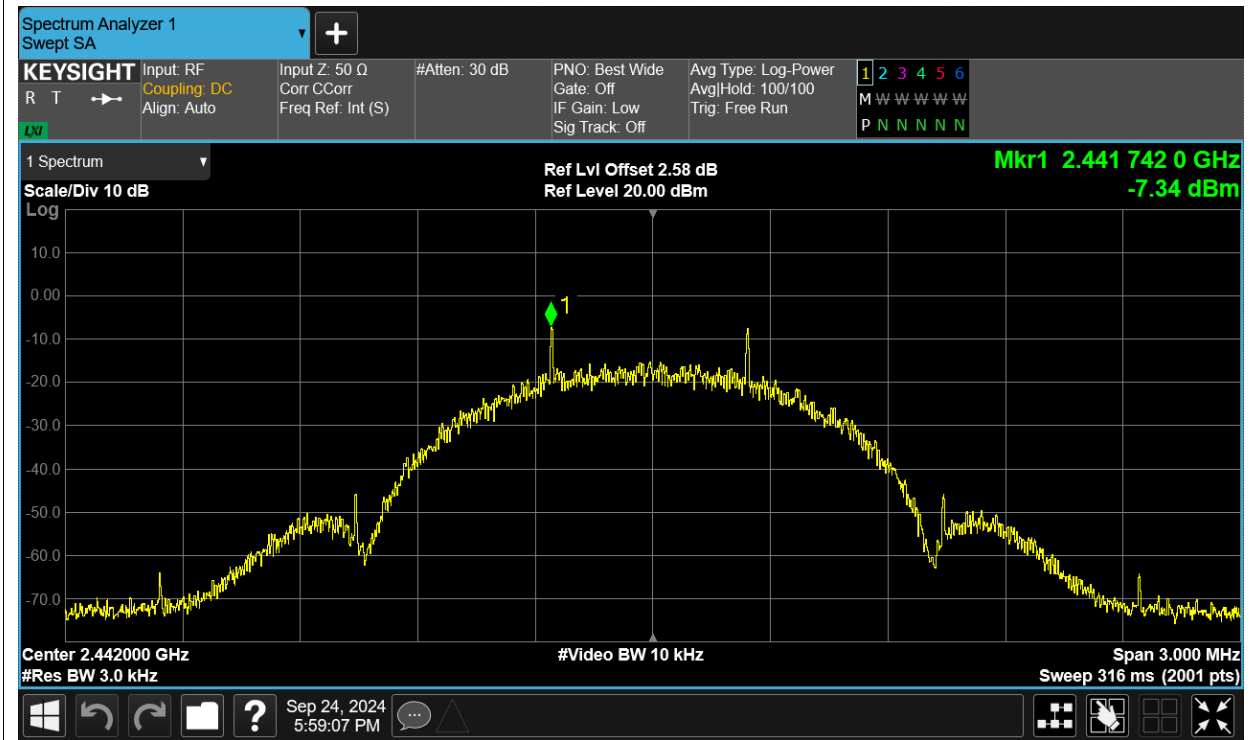 Spectrum Analyzer 1
Swept SA
KEYSIGHT
R T
LXI
Input: RF
Coupling: DC
Align: Auto
Input Z: 50 Ω
Corr CCorr
Freq Ref: Int (S)
#Atten: 30 dB
PNO: Best Wide
Gate: Off
IF Gain: Low
Sig Track: Off
Avg Type: Log-Power
Avg|Hold: 100/100
Trig: Free Run
1 2 3 4 5 6
M W W W W W
P N N N N N
1 Spectrum
Scale/Div 10 dB
Log
Ref Lvl Offset 2.58 dB
Ref Level 20.00 dBm
Mkr1 2.441 742 0 GHz
-7.34 dBm
10.0
0.00
1
-10.0
-20.0
-30.0
-40.0
-50.0
-60.0
-70.0
Center 2.442000 GHz
#Video BW 10 kHz
Span 3.000 MHz
#Res BW 3.0 kHz
Sweep 316 ms (2001 pts)
?
Sep 24, 2024
5:59:07 PM